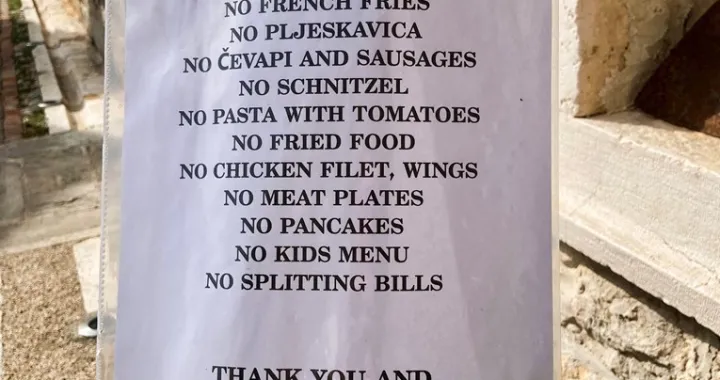 NO FRENCH FRIES
NO PLJESKAVICA
NO ČEVAPI AND SAUSAGES
NO SCHNITZEL
NO PASTA WITH TOMATOES
NO FRIED FOOD
NO CHICKEN FILET, WINGS
NO MEAT PLATES
NO PANCAKES
NO KIDS MENU
NO SPLITTING BILLS
THANK YOU AND